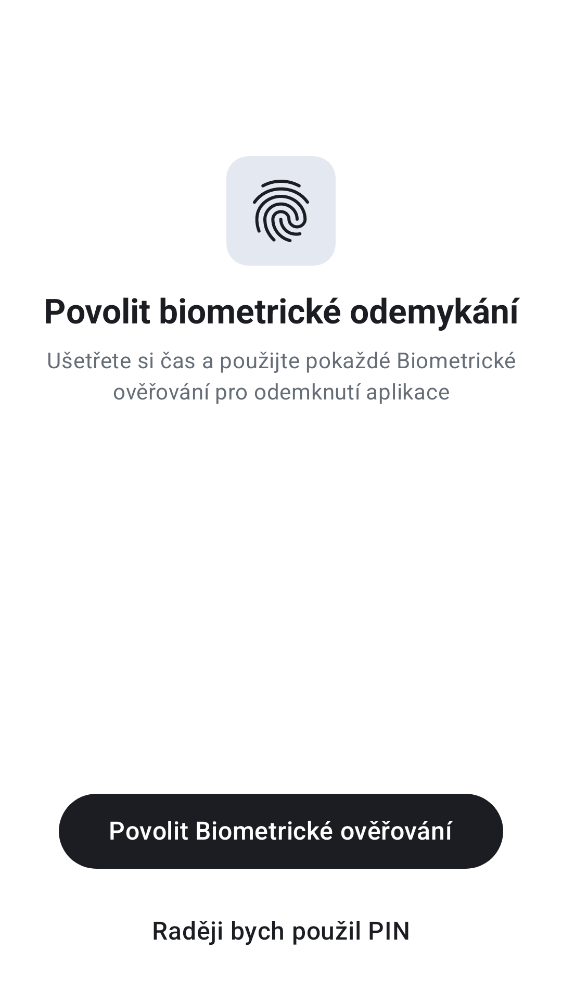 Povolit biometrické odemykání
Ušetřete si čas a použijte pokaždé Biometrické
ověřování pro odemknutí aplikace
Povolit Biometrické ověřování
Raději bych použil PIN